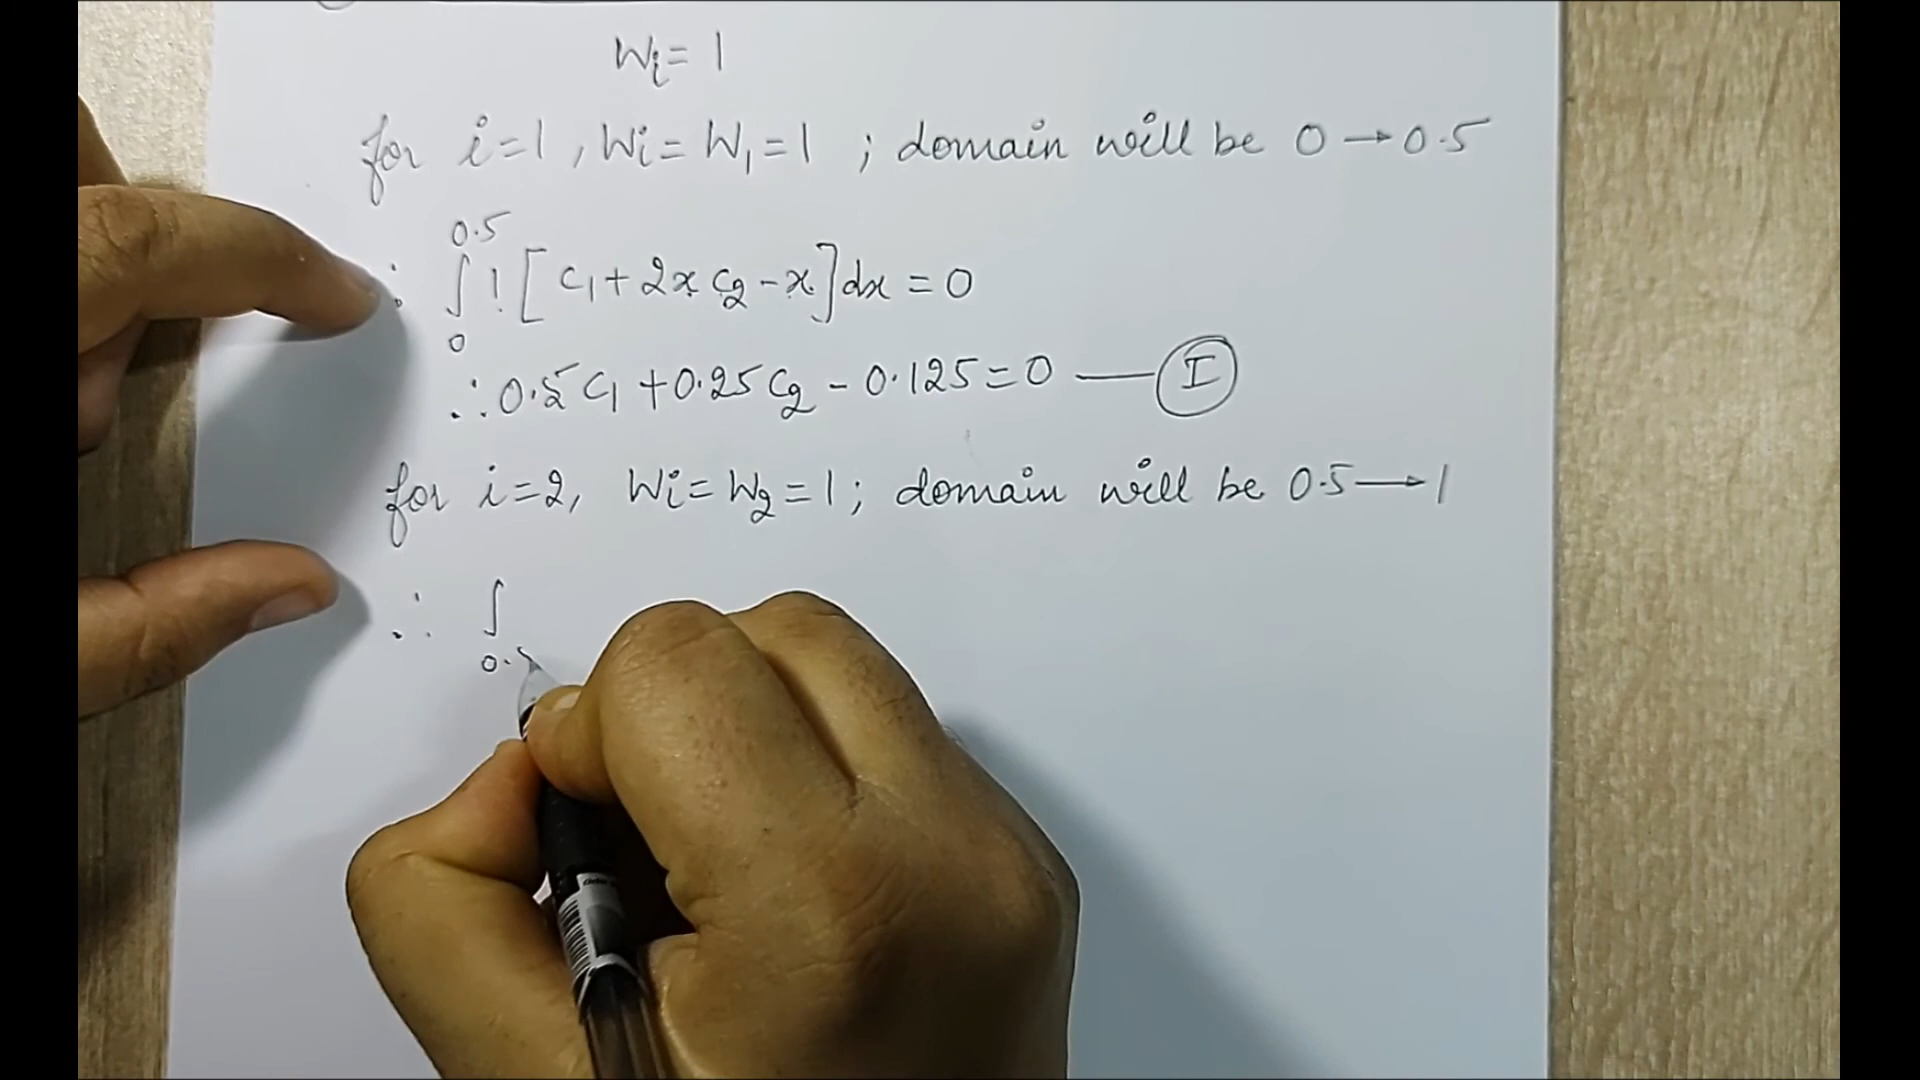 Wi = 1
for i=1, Wi = W1 = 1 ; domain will be 0 → 0.5
∴ ∫₀^0.5 1 [C1 + 2x C2 - x] dx = 0
∴ 0.5 C1 + 0.25 C2 - 0.125 = 0 — I
for i=2, Wi = W2 = 1 ; domain will be 0.5 → 1
∴ ∫ 0.5